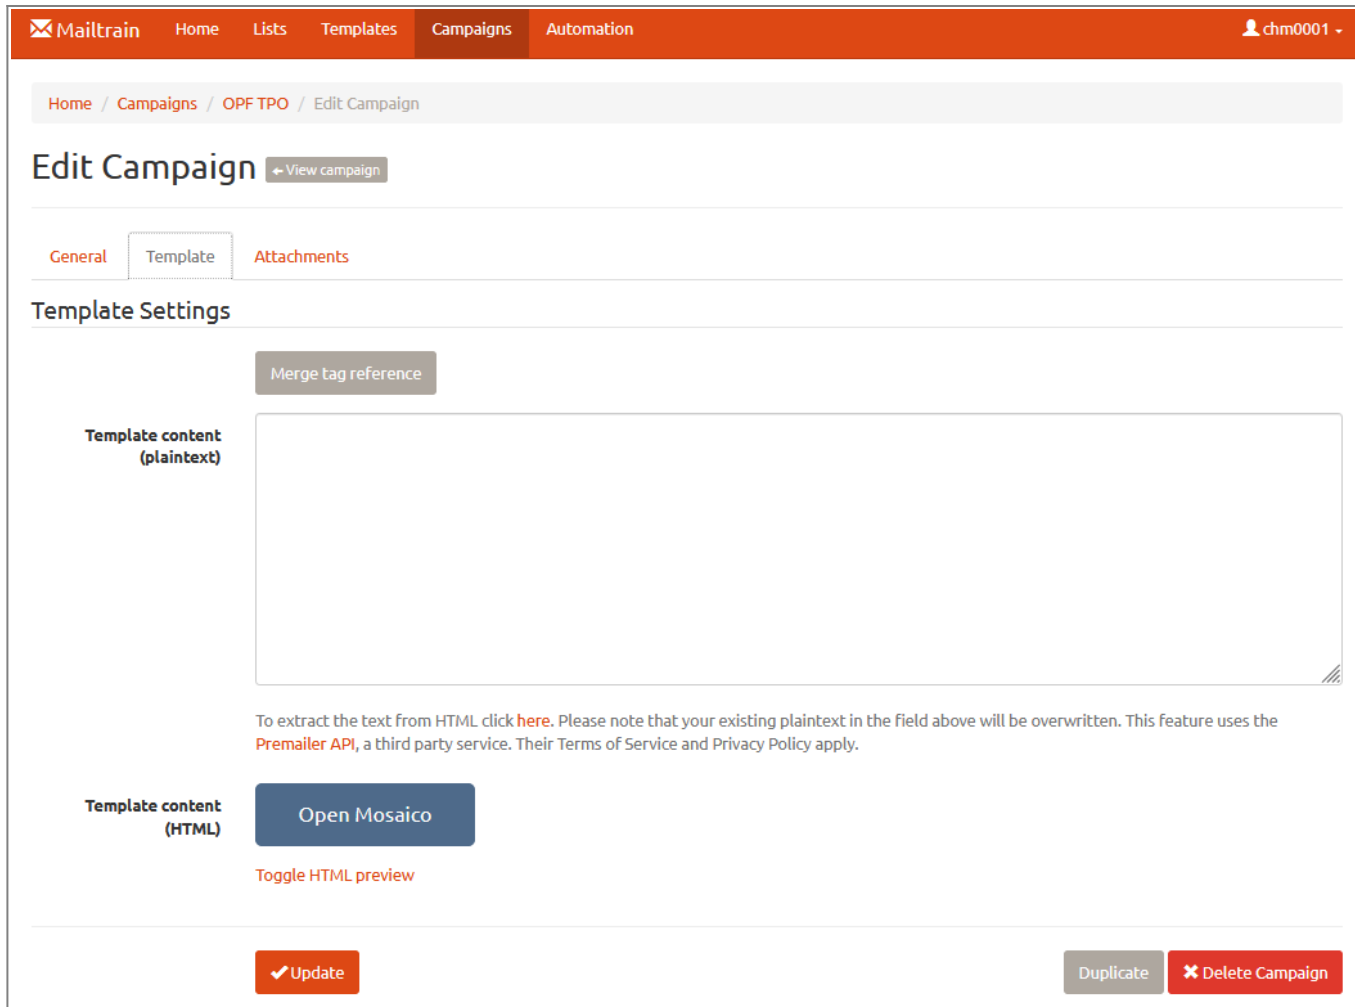 Mailtrain Home Lists Templates Campaigns Automation chm0001
Home / Campaigns / OPF TPO / Edit Campaign
Edit Campaign View campaign
General Template Attachments
Template Settings
Merge tag reference
Template content
(plaintext)
To extract the text from HTML click here. Please note that your existing plaintext in the field above will be overwritten. This feature uses the
Premailer API, a third party service. Their Terms of Service and Privacy Policy apply.
Template content
(HTML)
Open Mosaico
Toggle HTML preview
Update Duplicate Delete Campaign